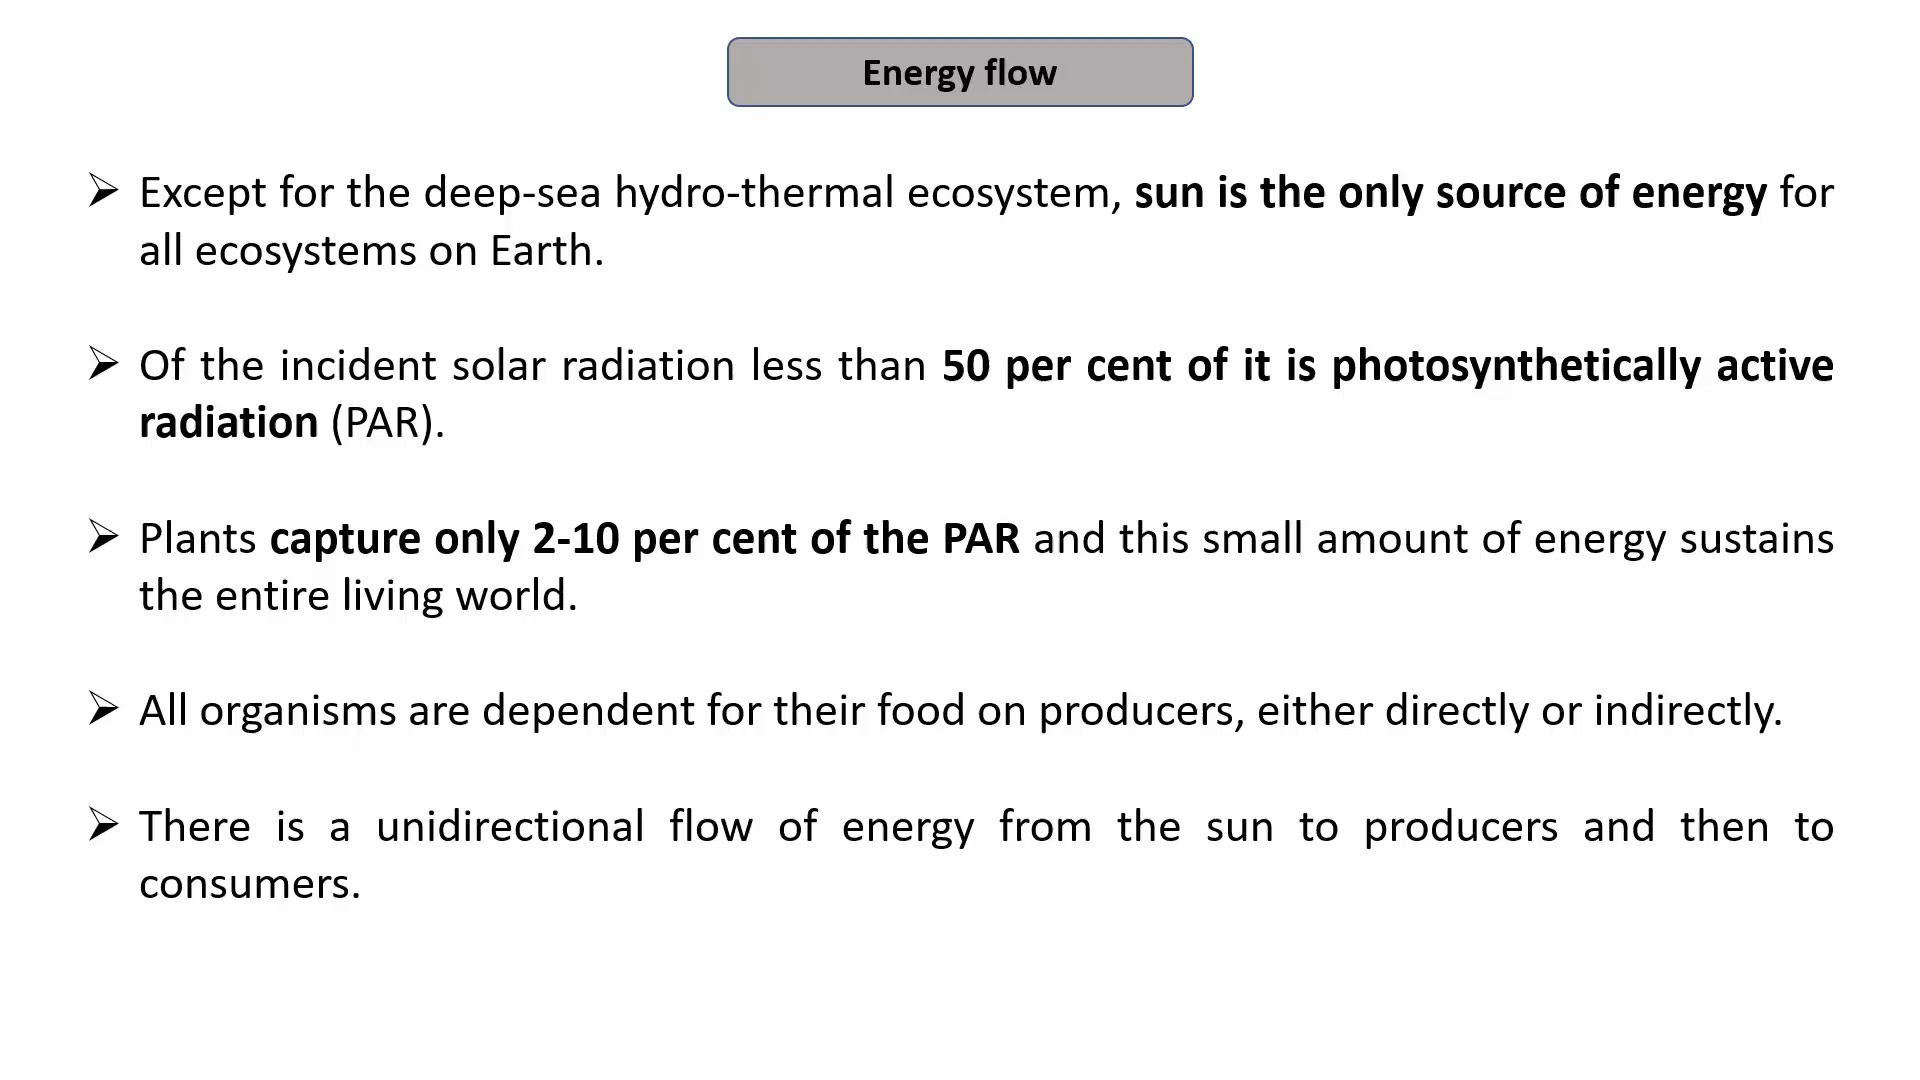 Energy flow
➢ Except for the deep-sea hydro-thermal ecosystem, sun is the only source of energy for
all ecosystems on Earth.
➢ Of the incident solar radiation less than 50 per cent of it is photosynthetically active
radiation (PAR).
➢ Plants capture only 2-10 per cent of the PAR and this small amount of energy sustains
the entire living world.
➢ All organisms are dependent for their food on producers, either directly or indirectly.
➢ There is a unidirectional flow of energy from the sun to producers and then to
consumers.